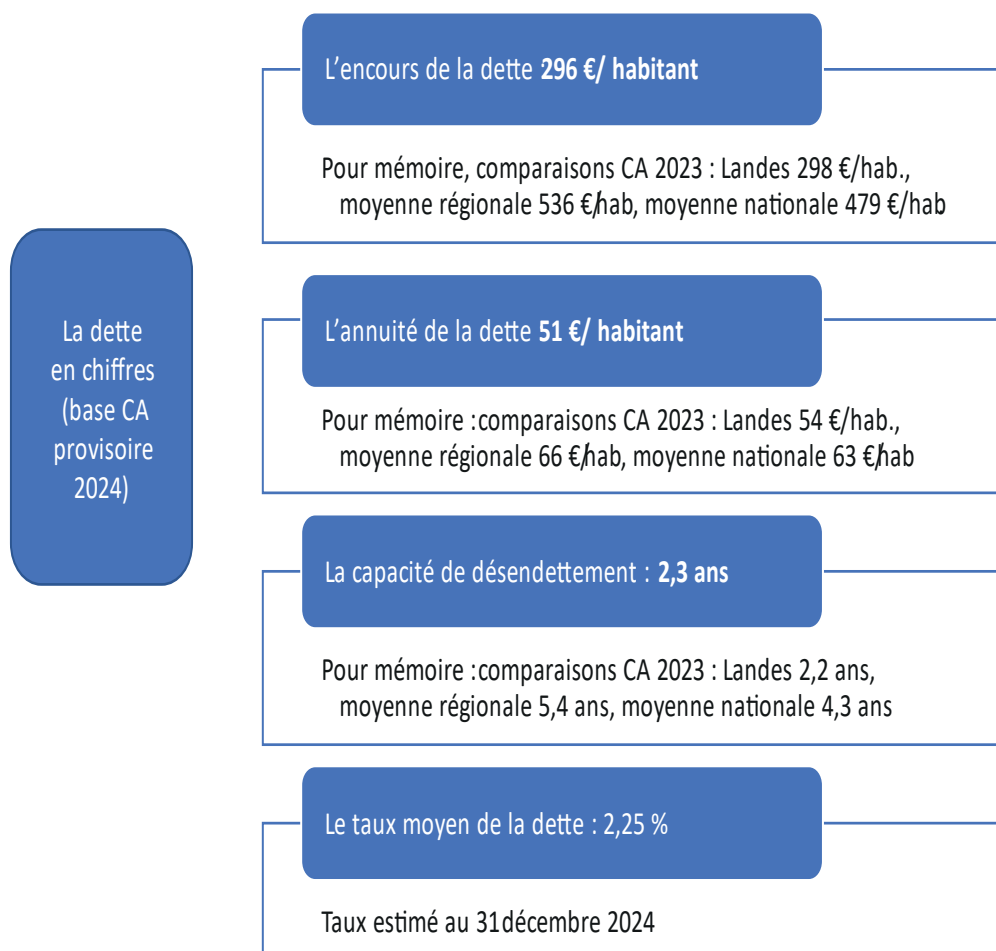 L’encours de la dette 296 €/ habitant
Pour mémoire, comparaisons CA 2023 : Landes 298 €/hab.,
moyenne régionale 536 €/hab, moyenne nationale 479 €/hab
La dette
en chiffres
(base CA
provisoire
2024)
L’annuité de la dette 51 €/ habitant
Pour mémoire :comparaisons CA 2023 : Landes 54 €/hab.,
moyenne régionale 66 €/hab, moyenne nationale 63 €/hab
La capacité de désendettement : 2,3 ans
Pour mémoire :comparaisons CA 2023 : Landes 2,2 ans,
moyenne régionale 5,4 ans, moyenne nationale 4,3 ans
Le taux moyen de la dette : 2,25 %
Taux estimé au 31décembre 2024